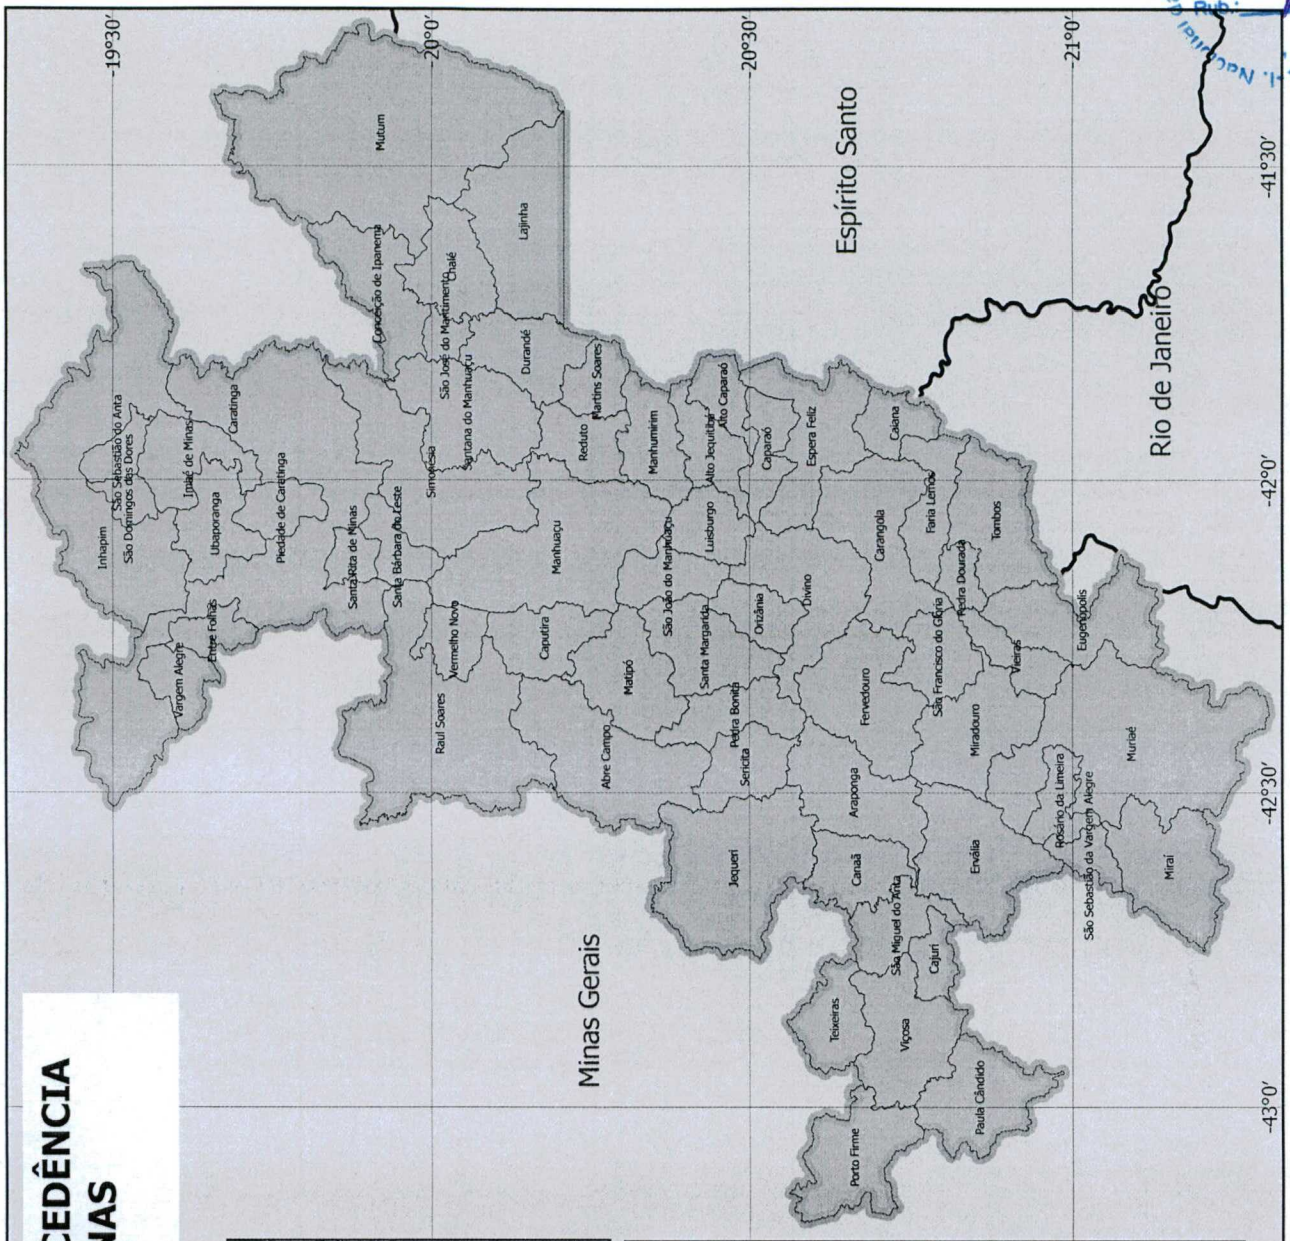 CEDÊNCIA
NAS
-19°30'
-20°0'
-20°30'
-21°0'
-41°30'
-42°0'
-42°30'
-43°0'
Minas Gerais
Espírito Santo
Rio de Janeiro
Mutum
Lajinha
Conceição de Ipanema
Chalé
São José do Mantimento
Durandé
Martins Soares
Santana do Manhuaçu
Simonésia
Reduto
Manhumirim
Alto Jequitibá
Alto Caparaó
Caparaó
Espera Feliz
Caiana
Caratinga
São Sebastião do Anta
São Domingos das Dores
Inhapim
Imbé de Minas
Ubaporanga
Piedade de Caratinga
Santa Rita de Minas
Santa Bárbara do Leste
Entre Folhas
Vargem Alegre
Vermelho Novo
Raul Soares
Manhuaçu
Caputira
Matipó
Abre Campo
São João do Manhuaçu
Luisburgo
Santa Margarida
Pedra Bonita
Sericita
Orizânia
Divino
Carangola
Faria Lemos
Tombos
Pedra Dourada
São Francisco do Glória
Fervedouro
Vieiras
Eugenópolis
Miradouro
Muriaé
Araponga
Rosário da Limeira
São Sebastião da Vargem Alegre
Miraí
Ervália
Canaã
Jequeri
São Miguel do Anta
Cajuri
Teixeiras
Viçosa
Paula Cândido
Porto Firme
Rub.: